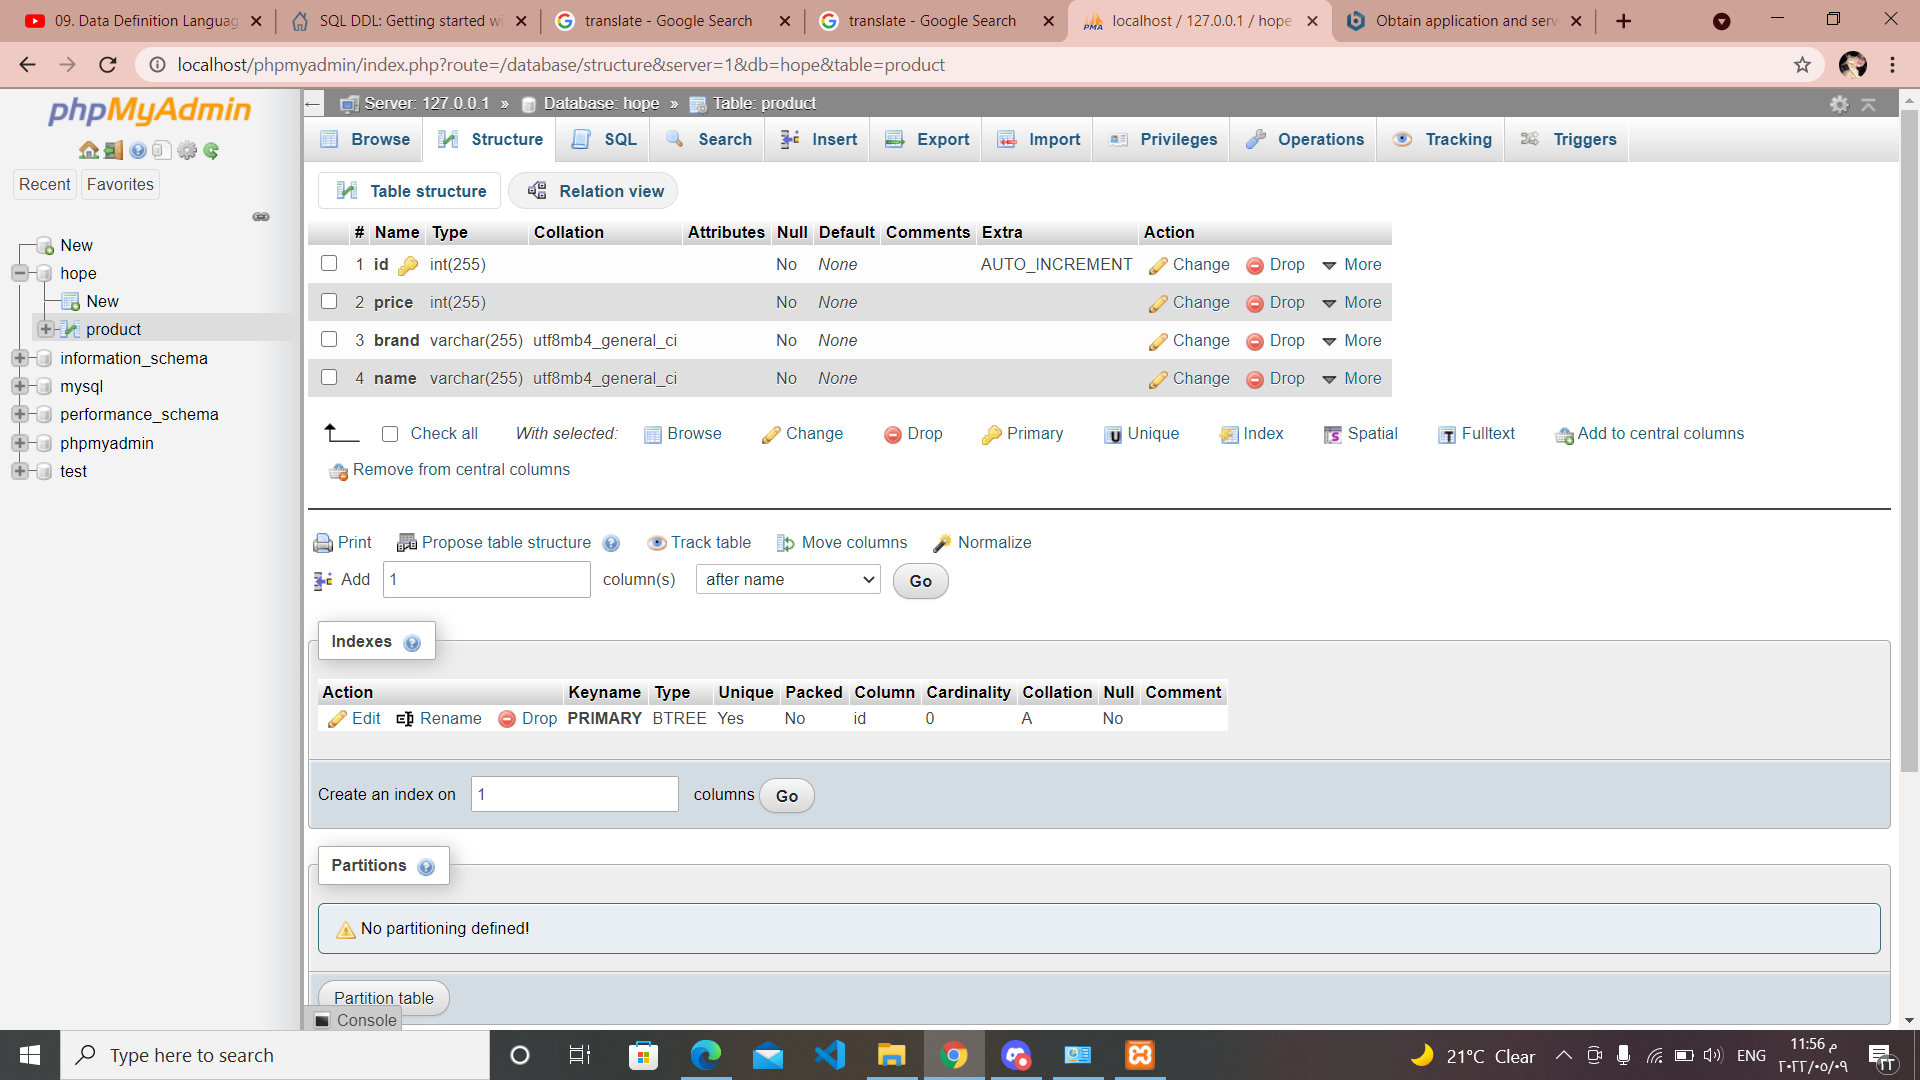 09. Data Definition Languag
SQL DDL: Getting started wi
translate - Google Search
translate - Google Search
localhost / 127.0.0.1 / hope
Obtain application and serv
localhost/phpmyadmin/index.php?route=/database/structure&server=1&db=hope&table=product
phpMyAdmin
Recent
Favorites
New
hope
New
product
information_schema
mysql
performance_schema
phpmyadmin
test
Server: 127.0.0.1 » Database: hope » Table: product
Browse Structure SQL Search Insert Export Import Privileges Operations Tracking Triggers
Table structure Relation view
# Name Type Collation Attributes Null Default Comments Extra Action
1 id int(255) No None AUTO_INCREMENT Change Drop More
2 price int(255) No None Change Drop More
3 brand varchar(255) utf8mb4_general_ci No None Change Drop More
4 name varchar(255) utf8mb4_general_ci No None Change Drop More
Check all With selected: Browse Change Drop Primary Unique Index Spatial Fulltext Add to central columns
Remove from central columns
Print Propose table structure Track table Move columns Normalize
Add 1 column(s) after name Go
Indexes
Action Keyname Type Unique Packed Column Cardinality Collation Null Comment
Edit Rename Drop PRIMARY BTREE Yes No id 0 A No
Create an index on 1 columns Go
Partitions
No partitioning defined!
Partition table
Console
Type here to search
21°C Clear
ENG
11:56 م
٢٠٢٢/٠٥/٠٩
٢٣